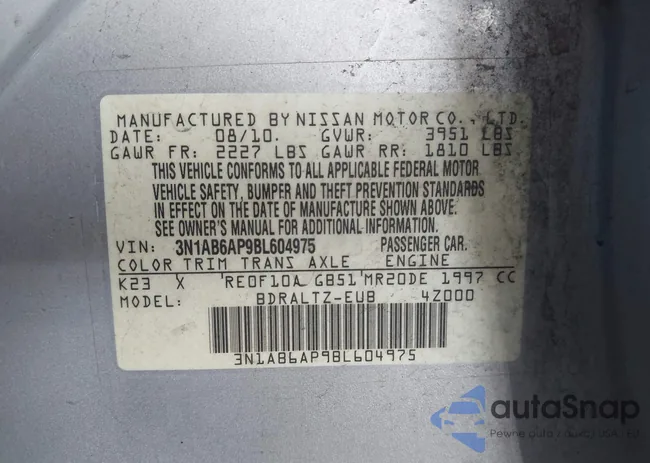 MANUFACTURED BY NISSAN MOTOR CO., LTD.
DATE: 08/10. GVWR: 3951 LBS
GAWR FR: 2227 LBS GAWR RR: 1810 LBS
THIS VEHICLE CONFORMS TO ALL APPLICABLE FEDERAL MOTOR
VEHICLE SAFETY, BUMPER AND THEFT PREVENTION STANDARDS
IN EFFECT ON THE DATE OF MANUFACTURE SHOWN ABOVE.
SEE OWNER'S MANUAL FOR ADDITIONAL INFORMATION.
VIN: 3N1AB6AP9BL604975 PASSENGER CAR.
COLOR TRIM TRANS AXLE ENGINE
K23 X 'RE0F10A GB51'MR20DE 1997 CC
MODEL: BDRALTZ-EUB 4Z000
3N1AB6AP9BL604975
autoSnap